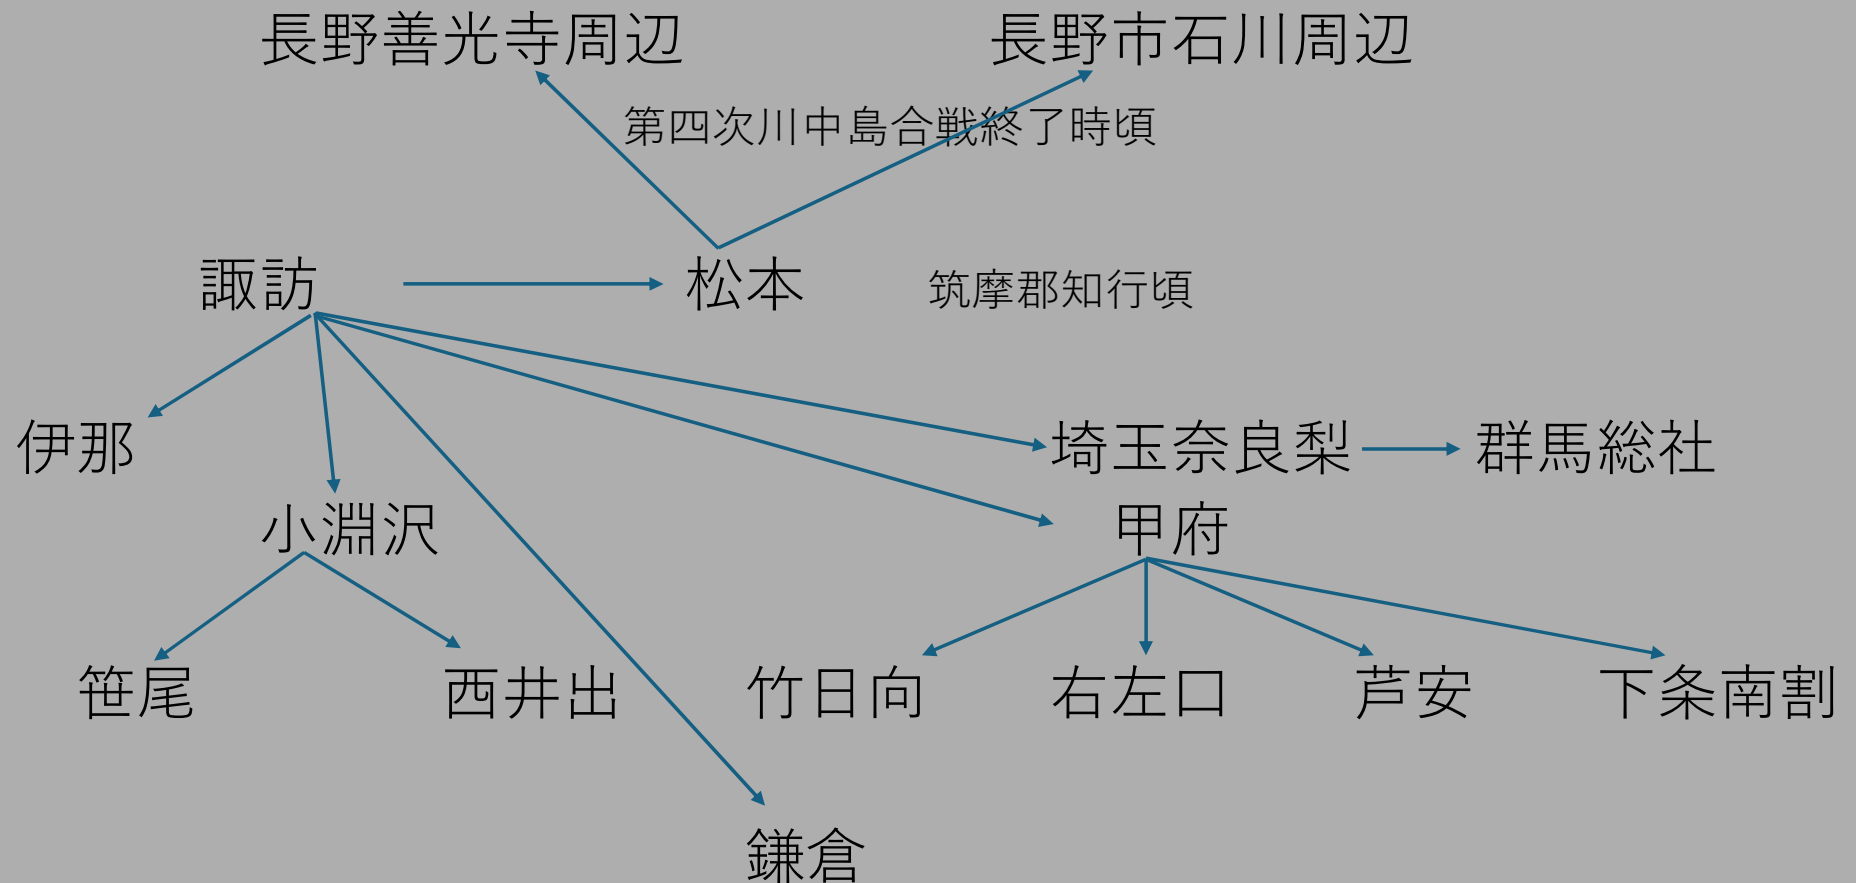 長野善光寺周辺
長野市石川周辺
第四次川中島合戦終了時頃
諏訪
松本
筑摩郡知行頃
伊那
埼玉奈良梨
群馬総社
小淵沢
甲府
笹尾
西井出
竹日向
右左口
芦安
下条南割
鎌倉